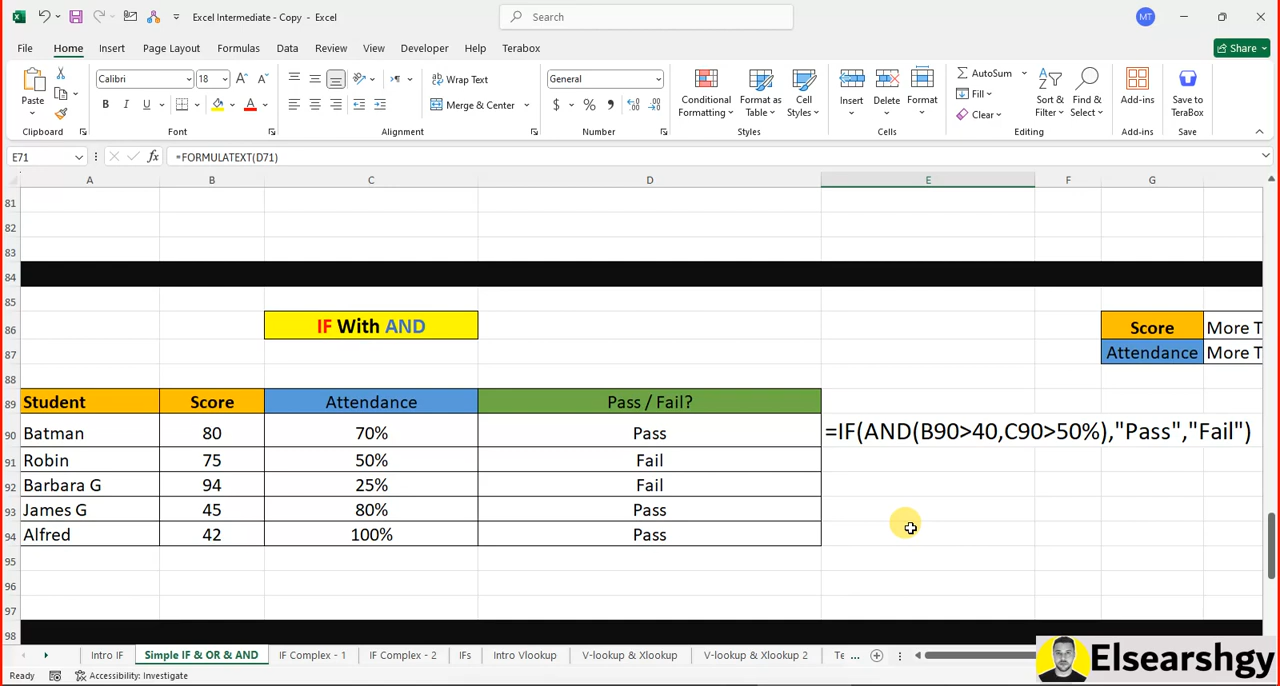 Excel Intermediate - Copy - Excel
Search
MT
File Home Insert Draw Page Layout Formulas Data Review View Developer Help Terabox
Share
Paste
Calibri 18
B I U
Wrap Text
Merge & Center
General
$ %
Conditional Formatting
Format as Table
Cell Styles
Insert
Delete
Format
AutoSum
Fill
Clear
Sort & Filter
Find & Select
Add-ins
Save to TeraBox
Clipboard Font Alignment Number Styles Cells Editing Add-ins Save
E71 fx =FORMULATEXT(D71)
A B C D E F G
81
82
83
84
85
86 IF With AND Score More T
87 Attendance More T
88
89 Student Score Attendance Pass / Fail?
90 Batman 80 70% Pass =IF(AND(B90>40,C90>50%),"Pass","Fail")
91 Robin 75 50% Fail
92 Barbara G 94 25% Fail
93 James G 45 80% Pass
94 Alfred 42 100% Pass
95
96
97
98
Intro IF Simple IF & OR & AND IF Complex - 1 IF Complex - 2 IFs Intro Vlookup V-lookup & Xlookup V-lookup & Xlookup 2 Te ...
Ready Accessibility: Investigate
Elsearshgy